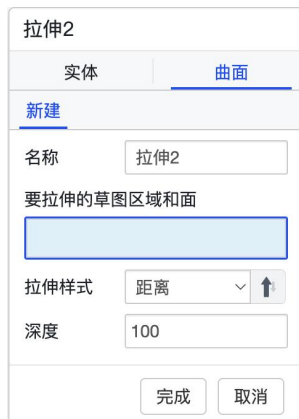 拉伸2
实体 曲面
新建
名称 拉伸2
要拉伸的草图区域和面
拉伸样式 距离
深度 100
完成 取消